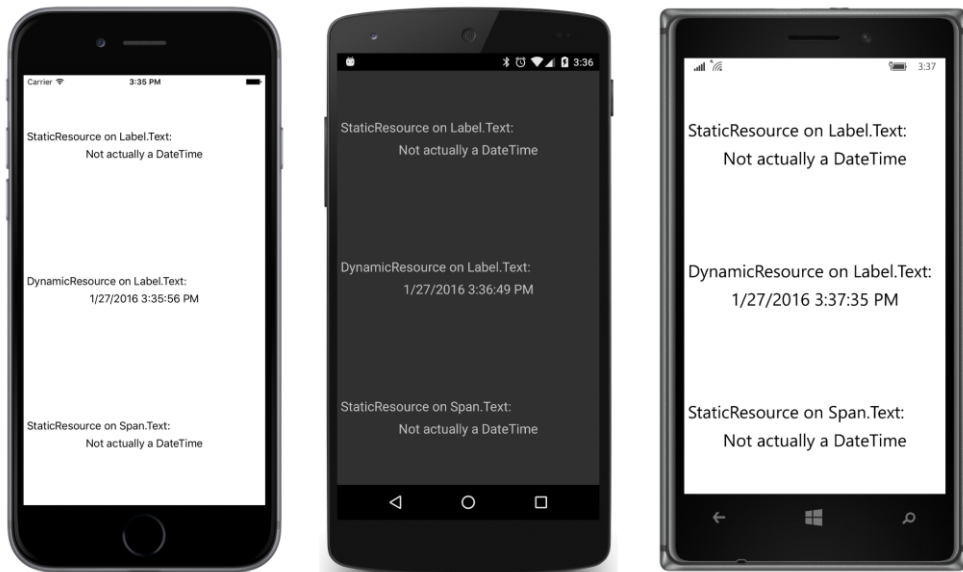 Carrier 3:35 PM
StaticResource on Label.Text:
Not actually a DateTime
DynamicResource on Label.Text:
1/27/2016 3:35:56 PM
StaticResource on Span.Text:
Not actually a DateTime
3:36
StaticResource on Label.Text:
Not actually a DateTime
DynamicResource on Label.Text:
1/27/2016 3:36:49 PM
StaticResource on Span.Text:
Not actually a DateTime
3:37
StaticResource on Label.Text:
Not actually a DateTime
DynamicResource on Label.Text:
1/27/2016 3:37:35 PM
StaticResource on Span.Text:
Not actually a DateTime